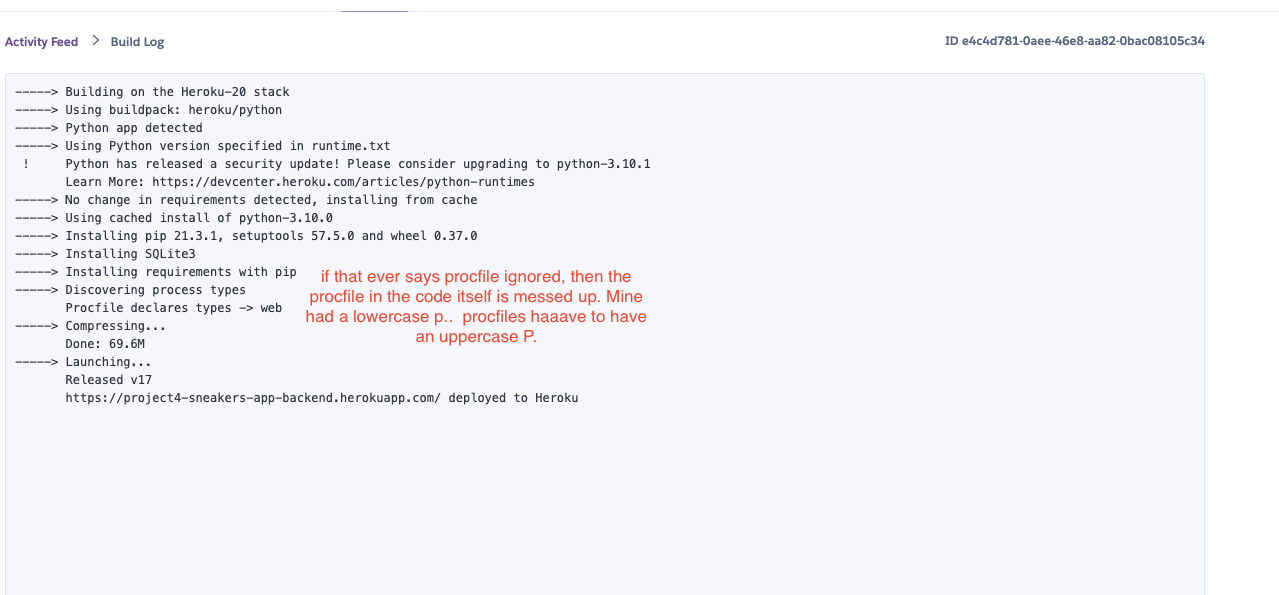 Activity Feed > Build Log
ID e4c4d781-0aee-46e8-aa82-0bac08105c34
-----> Building on the Heroku-20 stack
-----> Using buildpack: heroku/python
-----> Python app detected
-----> Using Python version specified in runtime.txt
 !     Python has released a security update! Please consider upgrading to python-3.10.1
       Learn More: https://devcenter.heroku.com/articles/python-runtimes
-----> No change in requirements detected, installing from cache
-----> Using cached install of python-3.10.0
-----> Installing pip 21.3.1, setuptools 57.5.0 and wheel 0.37.0
-----> Installing SQLite3
-----> Installing requirements with pip
-----> Discovering process types
       Procfile declares types -> web
-----> Compressing...
       Done: 69.6M
-----> Launching...
       Released v17
       https://project4-sneakers-app-backend.herokuapp.com/ deployed to Heroku
if that ever says procfile ignored, then the
procfile in the code itself is messed up. Mine
had a lowercase p..  procfiles haaave to have
an uppercase P.